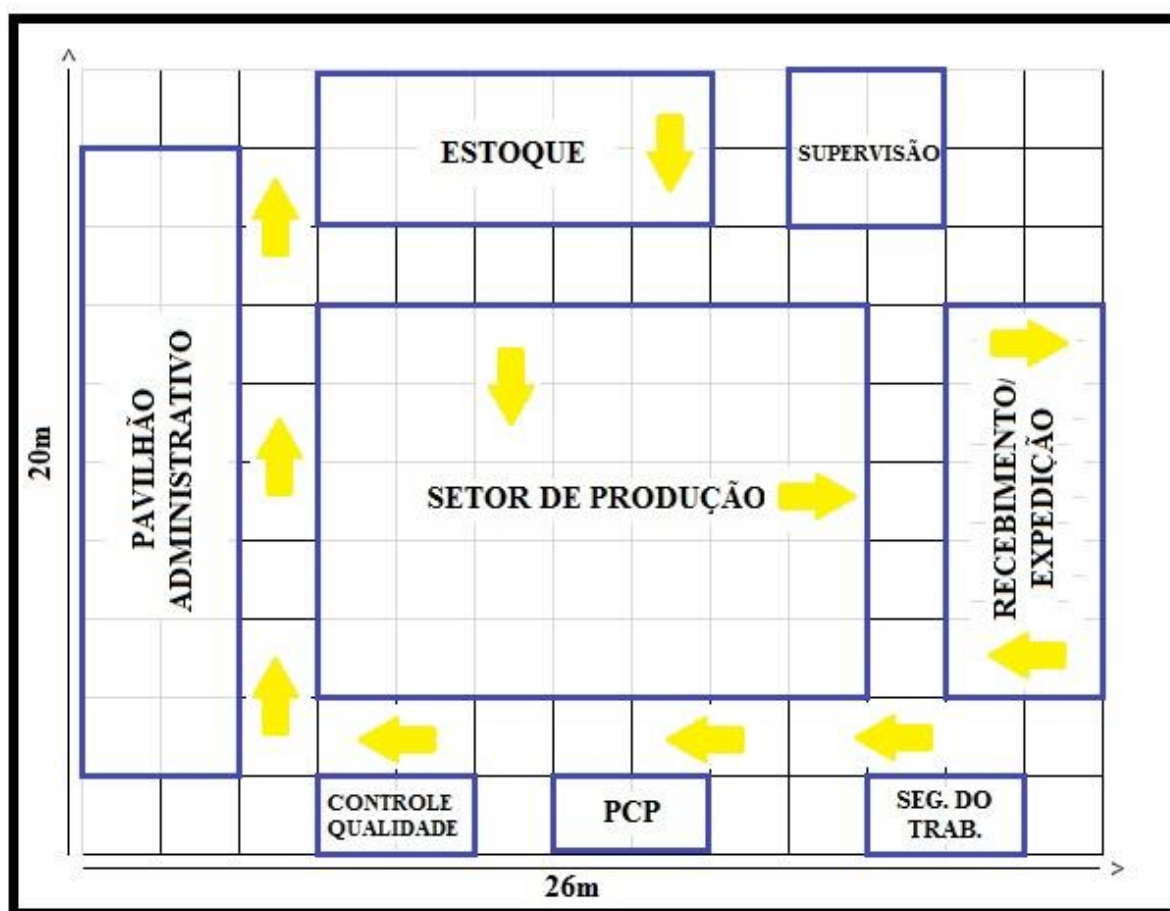 ESTOQUE
SUPERVISÃO
PAVILHÃO
ADMINISTRATIVO
SETOR DE PRODUÇÃO
RECEBIMENTO/
EXPEDIÇÃO
20m
CONTROLE
QUALIDADE
PCP
SEG. DO
TRAB.
26m